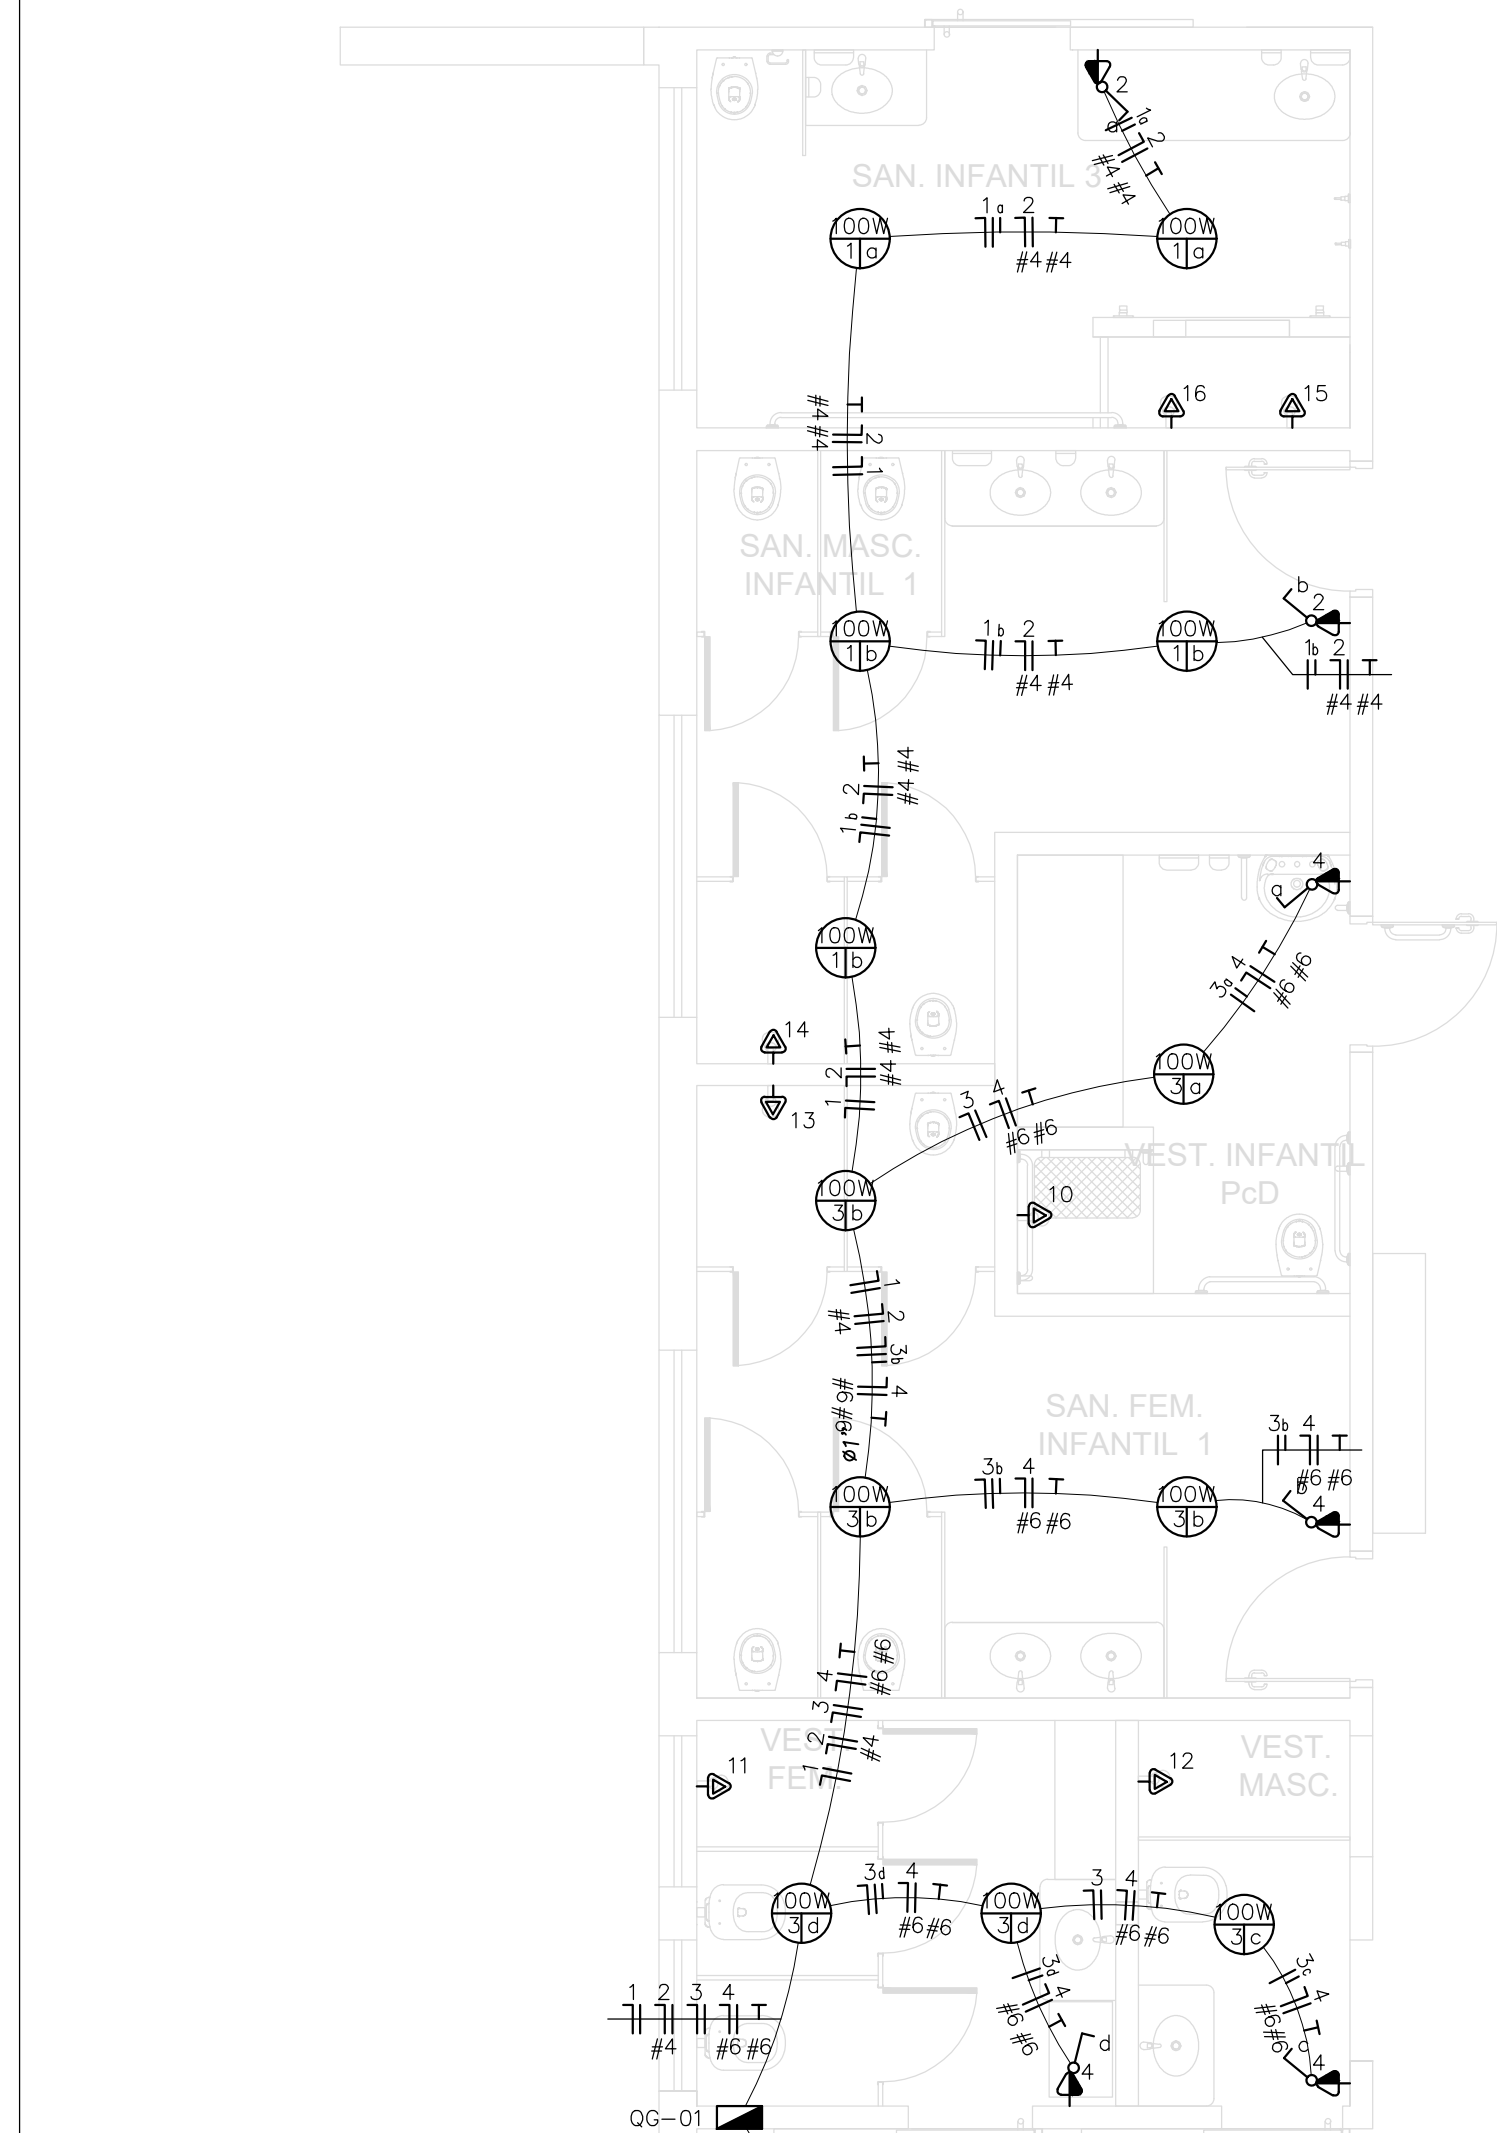 2
1a
a
2
#4 #4
SAN. INFANTIL 3
1a 2
100W
1 a
100W
1 a
#4 #4
16
15
#4 #4
2
1
SAN. MASC.
INFANTIL 1
b
2
100W
1 b
1b 2
#4 #4
100W
1 b
1b 2
#4 #4
#4 #4
2
1b
4
a
100W
1 b
3a 4
#6 #6
14
#4 #4
2
1
13
3 4
#6 #6
100W
3 a
VEST. INFANTIL
PcD
100W
3 b
10
1
2
#4
3b
4
#6 #6
,1ø
SAN. FEM.
INFANTIL 1
3b 4
#6 #6
b
4
100W
3 b
3b 4
#6 #6
100W
3 b
#6 #6
4
3
2
#4
1
VEST.
FEM.
11
12
VEST.
MASC.
100W
3 d
3d 4
#6 #6
100W
3 d
3 4
#6 #6
100W
3 c
3d 4
#6 #6
3c 4
#6 #6
1 2 3 4
#4 #6 #6
d
4
c
4
QG-01